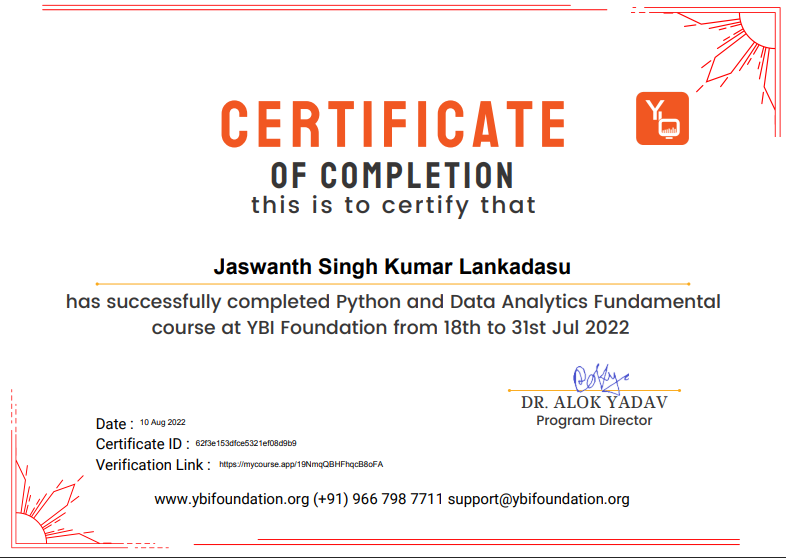 CERTIFICATE
Yb
OF COMPLETION
this is to certify that
Jaswanth Singh Kumar Lankadasu
has successfully completed Python and Data Analytics Fundamental
course at YBI Foundation from 18th to 31st Jul 2022
DR. ALOK YADAV
Program Director
Date : 10 Aug 2022
Certificate ID : 62f3e153dfce5321ef08d9b9
Verification Link : https://mycourse.app/19NmqQBHFhqcB8oFA
www.ybifoundation.org (+91) 966 798 7711 support@ybifoundation.org